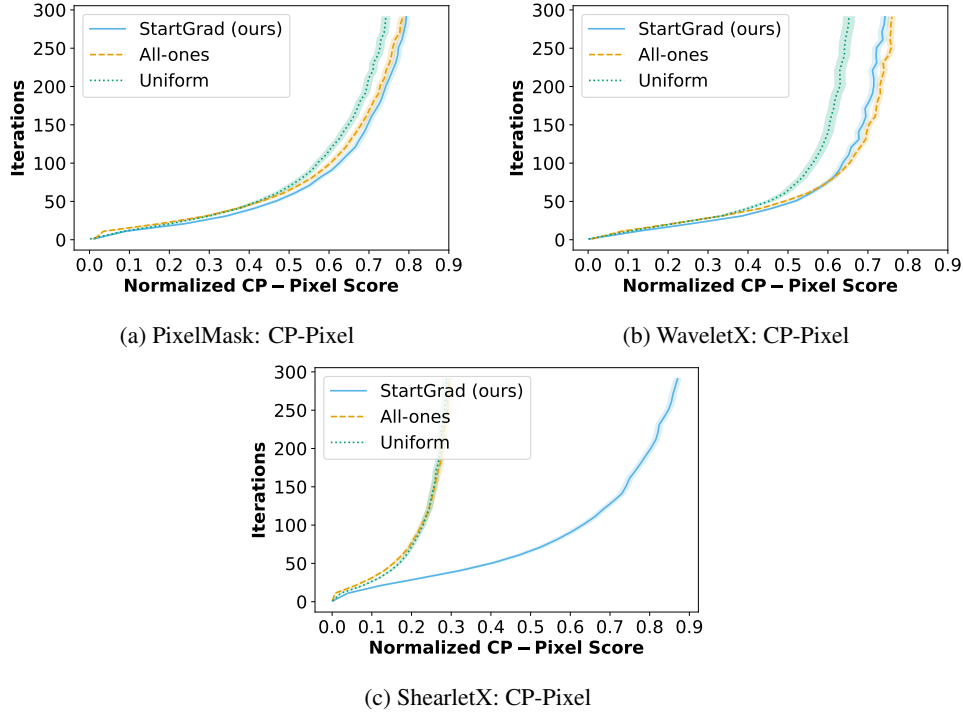 300
250
200
150
100
50
0
Iterations
StartGrad (ours)
All-ones
Uniform
0.0 0.1 0.2 0.3 0.4 0.5 0.6 0.7 0.8 0.9
Normalized CP − Pixel Score
(a) PixelMask: CP-Pixel
300
250
200
150
100
50
0
Iterations
StartGrad (ours)
All-ones
Uniform
0.0 0.1 0.2 0.3 0.4 0.5 0.6 0.7 0.8 0.9
Normalized CP − Pixel Score
(b) WaveletX: CP-Pixel
300
250
200
150
100
50
0
Iterations
StartGrad (ours)
All-ones
Uniform
0.0 0.1 0.2 0.3 0.4 0.5 0.6 0.7 0.8 0.9
Normalized CP − Pixel Score
(c) ShearletX: CP-Pixel